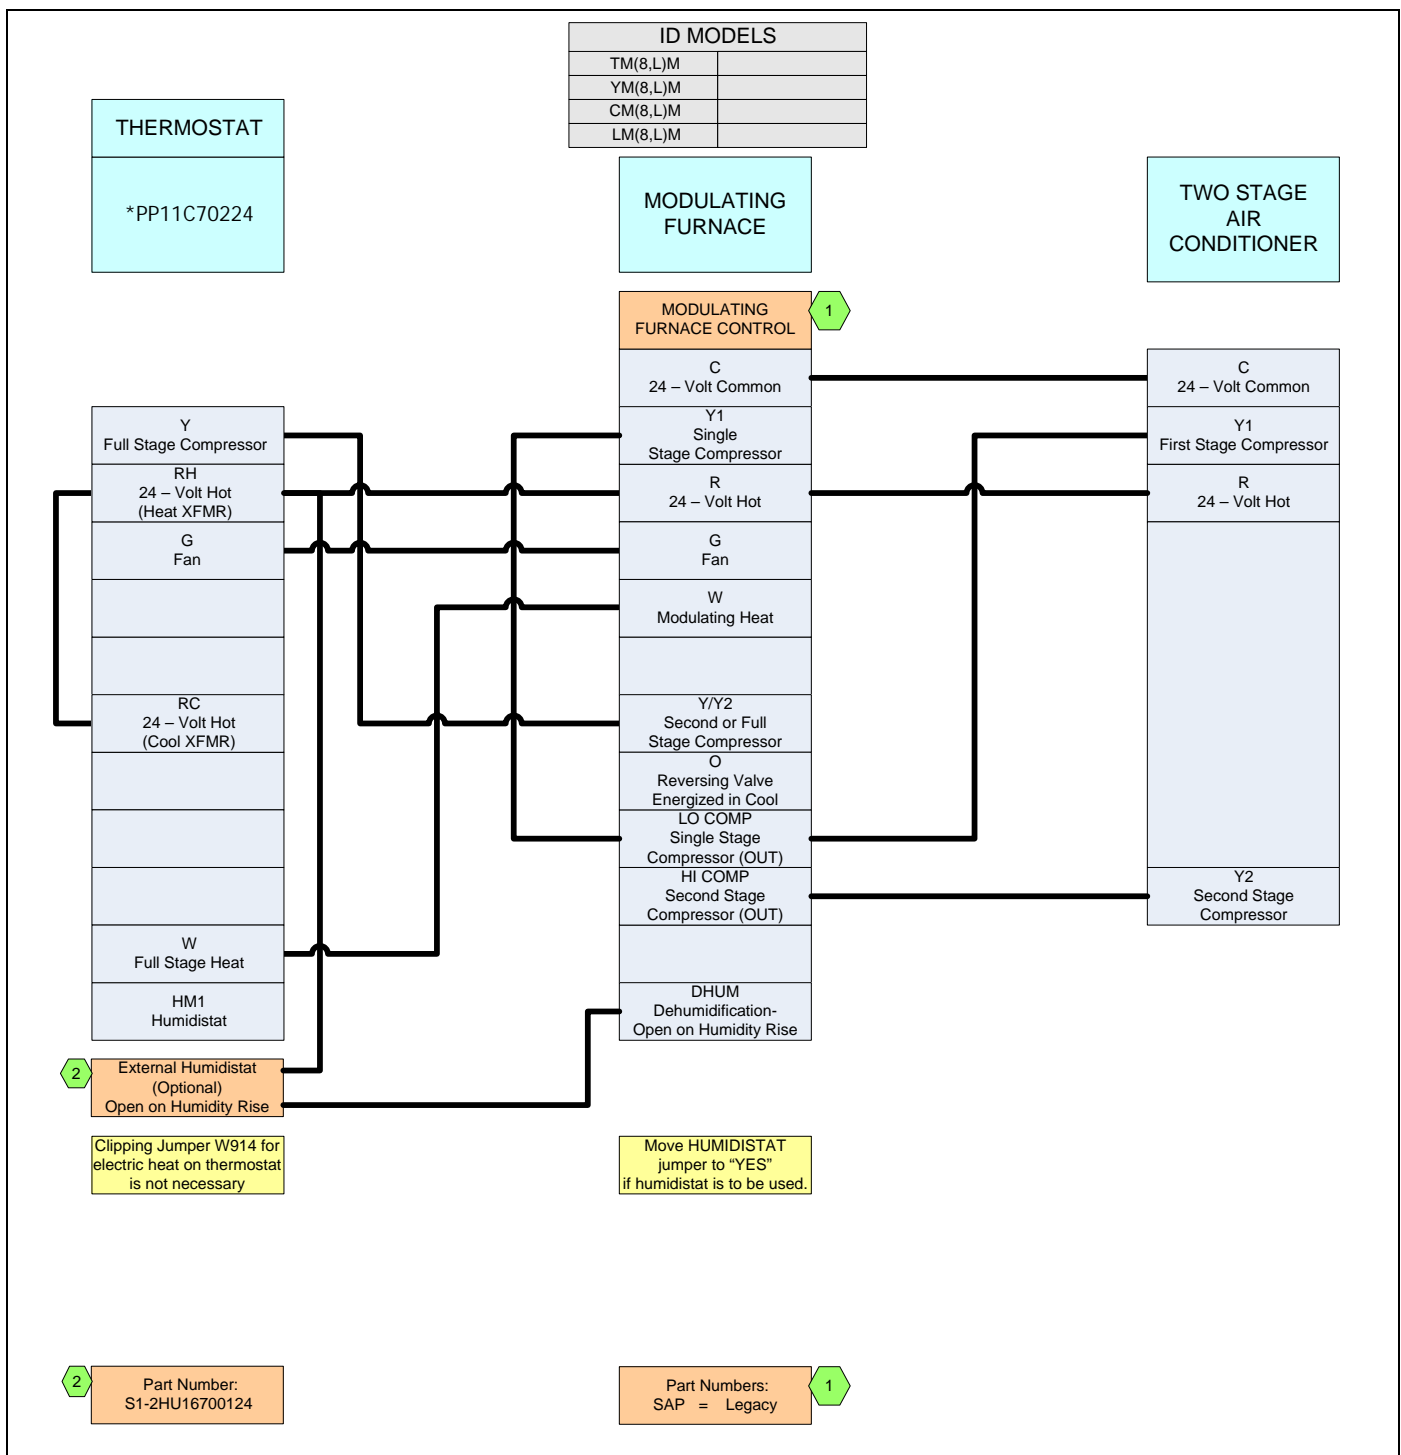 ID MODELS
TM(8,L)M
YM(8,L)M
CM(8,L)M
LM(8,L)M
THERMOSTAT
*PP11C70224
MODULATING
FURNACE
TWO STAGE
AIR
CONDITIONER
MODULATING
FURNACE CONTROL
1
C
24 – Volt Common
Y1
Single
Stage Compressor
R
24 – Volt Hot
G
Fan
W
Modulating Heat
Y/Y2
Second or Full
Stage Compressor
O
Reversing Valve
Energized in Cool
LO COMP
Single Stage
Compressor (OUT)
HI COMP
Second Stage
Compressor (OUT)
DHUM
Dehumidification-
Open on Humidity Rise
C
24 – Volt Common
Y1
First Stage Compressor
R
24 – Volt Hot
Y2
Second Stage
Compressor
Y
Full Stage Compressor
RH
24 – Volt Hot
(Heat XFMR)
G
Fan
RC
24 – Volt Hot
(Cool XFMR)
W
Full Stage Heat
HM1
Humidistat
2
External Humidistat
(Optional)
Open on Humidity Rise
Clipping Jumper W914 for
electric heat on thermostat
is not necessary
Move HUMIDISTAT
jumper to “YES”
if humidistat is to be used.
2
Part Number:
S1-2HU16700124
Part Numbers:
SAP = Legacy
1